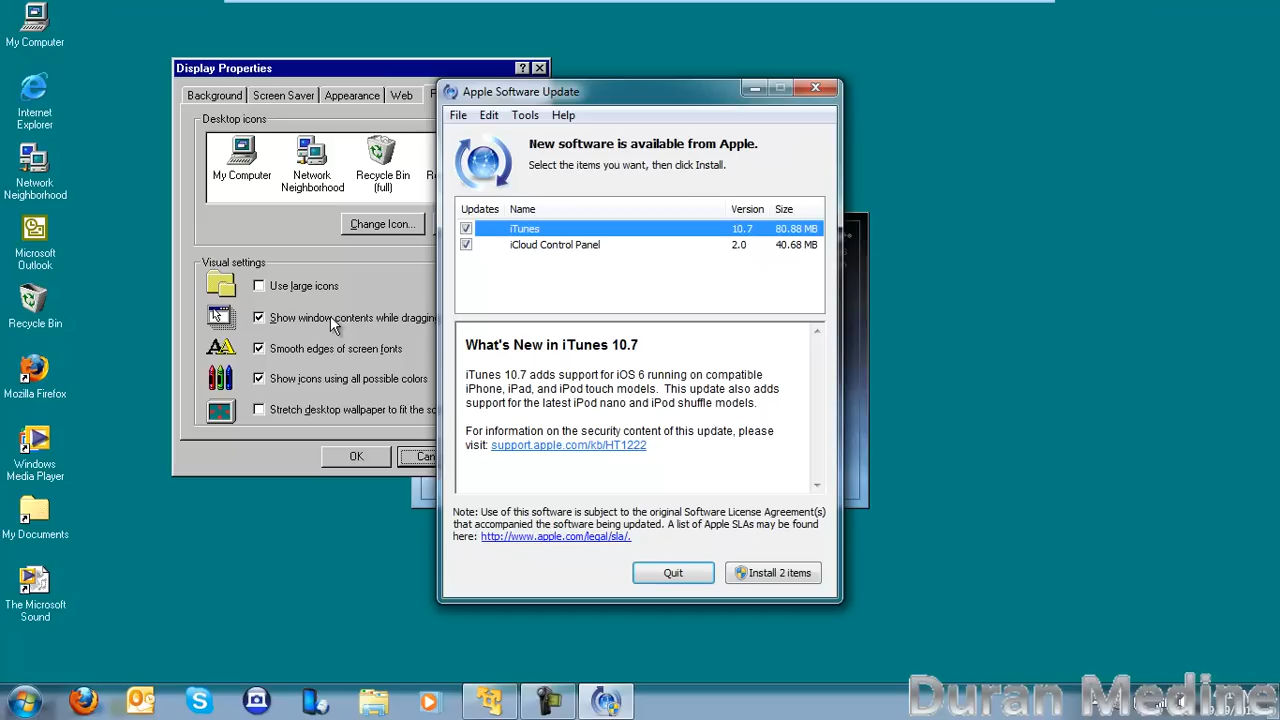 My Computer
Internet
Explorer
Network
Neighborhood
Microsoft
Outlook
Recycle Bin
Mozilla Firefox
Windows
Media Player
My Documents
The Microsoft
Sound
Display Properties
Background
Screen Saver
Appearance
Web
Desktop icons
My Computer
Network
Neighborhood
Recycle Bin
(full)
Change Icon...
Visual settings
Use large icons
Show window contents while dragging
Smooth edges of screen fonts
Show icons using all possible colors
Stretch desktop wallpaper to fit the
OK
Apple Software Update
File Edit Tools Help
New software is available from Apple.
Select the items you want, then click Install.
Updates Name Version Size
iTunes 10.7 80.88 MB
iCloud Control Panel 2.0 40.68 MB
What's New in iTunes 10.7
iTunes 10.7 adds support for iOS 6 running on compatible
iPhone, iPad, and iPod touch models. This update also adds
support for the latest iPod nano and iPod shuffle models.
For information on the security content of this update, please
visit: support.apple.com/kb/HT1222
Note: Use of this software is subject to the original Software License Agreement(s)
that accompanied the software being updated. A list of Apple SLAs may be found
here: http://www.apple.com/legal/sla/.
Quit
Install 2 items
Duran Medine